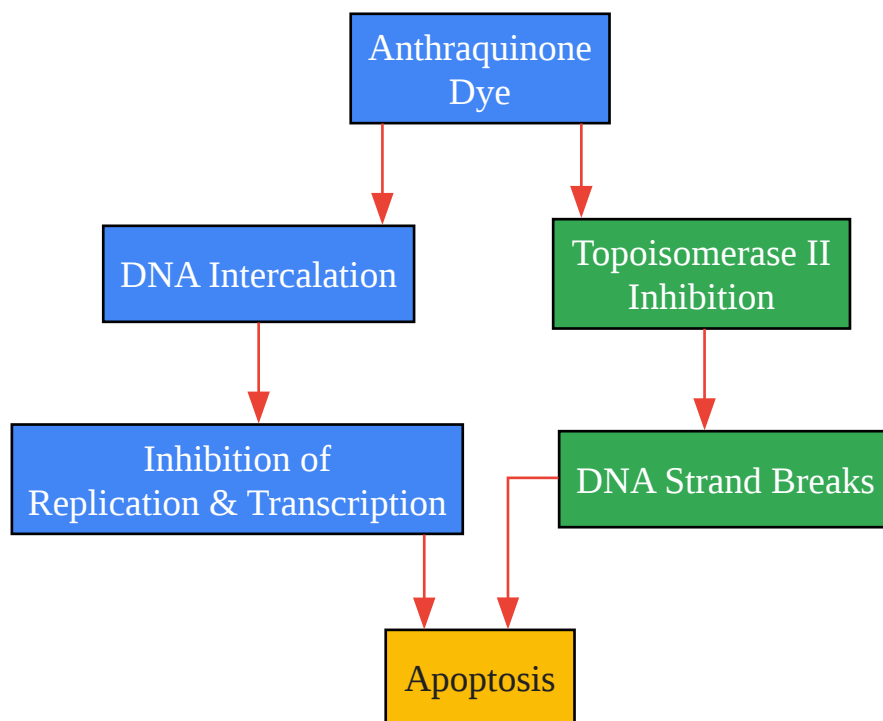 Anthraquinone
Dye
DNA Intercalation
Topoisomerase II
Inhibition
Inhibition of
Replication & Transcription
DNA Strand Breaks
Apoptosis